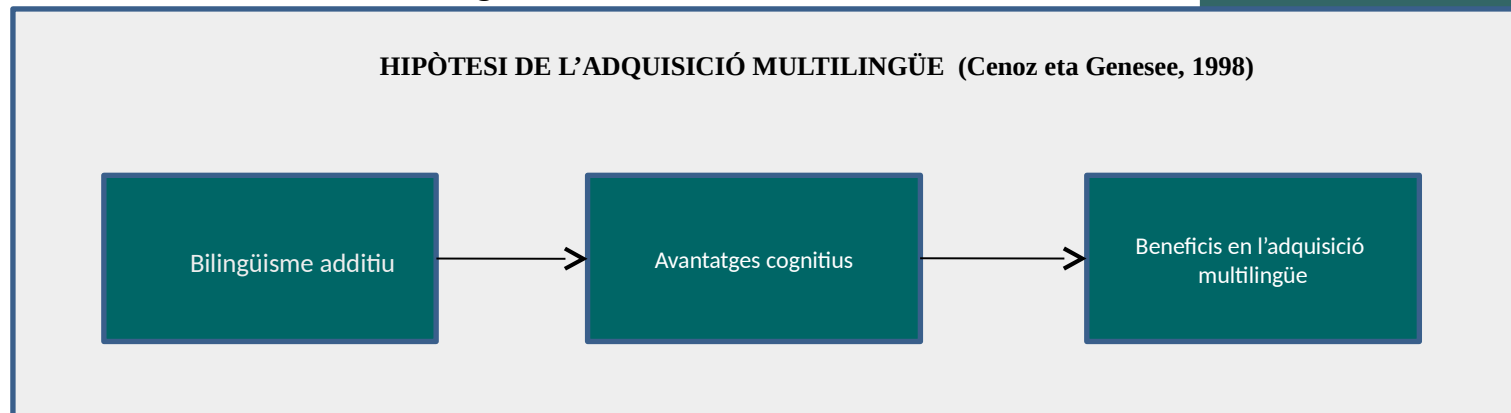 HIPÒTESI DE L’ADQUISICIÓ MULTILINGÜE (Cenoz eta Genesee, 1998)
Bilingüisme additiu
Avantatges cognitius
Beneficis en l’adquisició
multilingüe